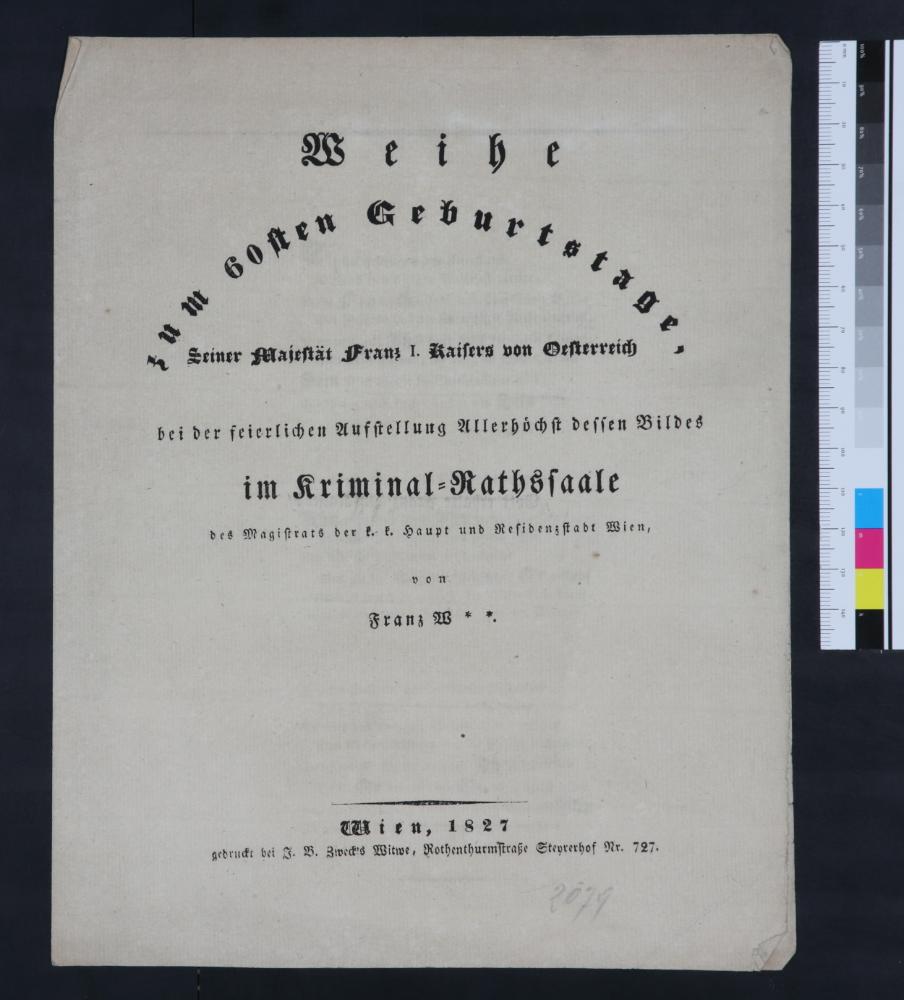 Weihe
zum 60sten Geburtstage,
Seiner Majestät Franz I. Kaisers von Oesterreich
bei der feierlichen Aufstellung Allerhöchst dessen Bildes
im Kriminal-Rathssaale
des Magistrats der k. k. Haupt und Residenzstadt Wien,
von
Franz W * *.
Wien, 1827
gedruckt bei J. B. Zweck's Witwe, Rothenthurmstraße Steyrerhof Nr. 727.
2079